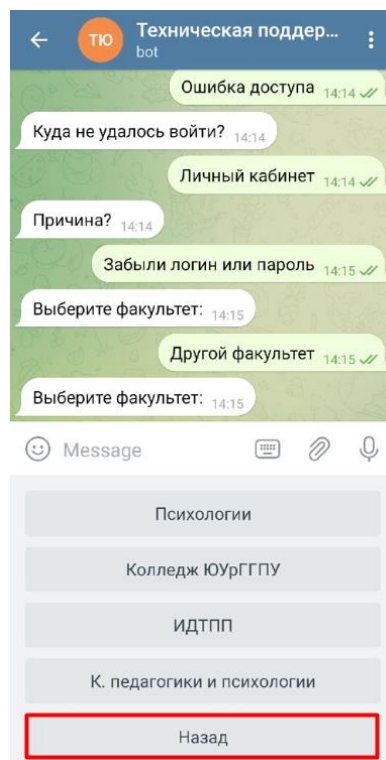 ТЮ
Техническая поддер...
bot
Ошибка доступа 14:14
Куда не удалось войти? 14:14
Личный кабинет 14:14
Причина? 14:14
Забыли логин или пароль 14:15
Выберите факультет: 14:15
Другой факультет 14:15
Выберите факультет: 14:15
Message
Психологии
Колледж ЮУрГГПУ
ИДТПП
К. педагогики и психологии
Назад